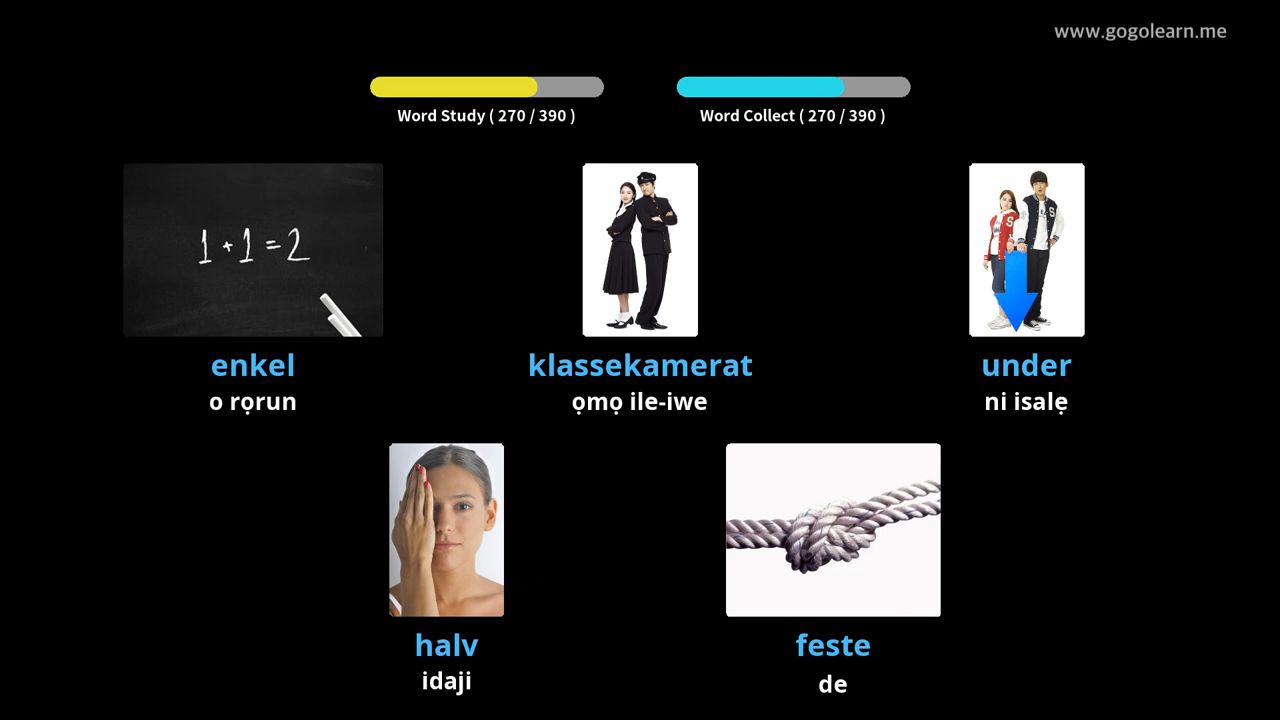 www.gogolearn.me
Word Study ( 270 / 390 )
Word Collect ( 270 / 390 )
1 + 1 = 2
S
S
enkel
klassekamerat
under
o rọrun
ọmọ ile-iwe
ni isalẹ
halv
feste
idaji
de